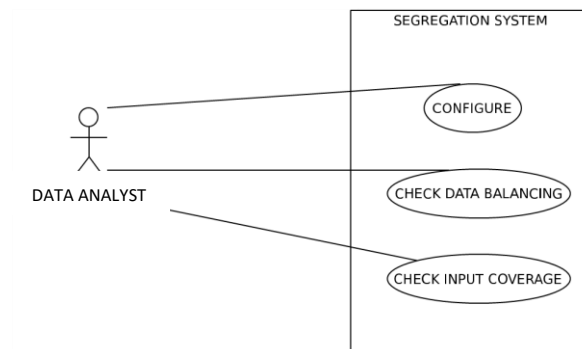 SEGREGATION SYSTEM
CONFIGURE
DATA ANALYST
CHECK DATA BALANCING
CHECK INPUT COVERAGE